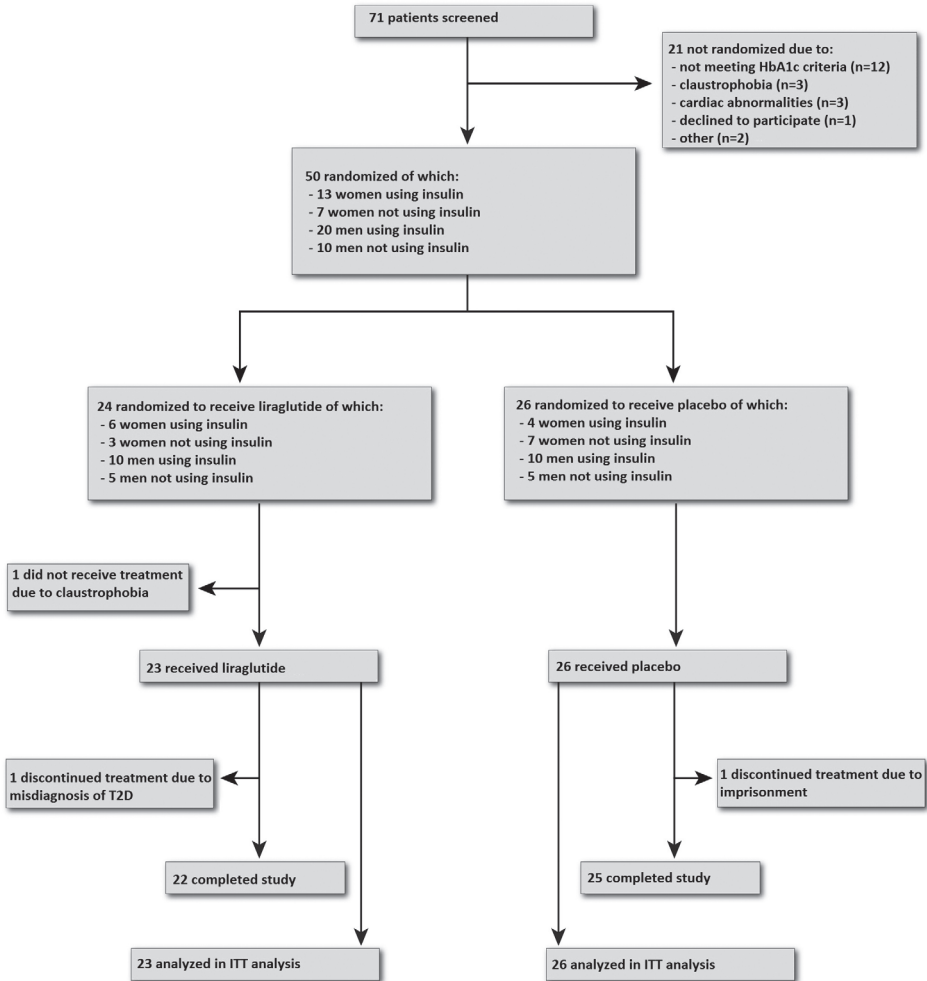 71 patients screened
21 not randomized due to:
- not meeting HbA1c criteria (n=12)
- claustrophobia (n=3)
- cardiac abnormalities (n=3)
- declined to participate (n=1)
- other (n=2)
50 randomized of which:
- 13 women using insulin
- 7 women not using insulin
- 20 men using insulin
- 10 men not using insulin
24 randomized to receive liraglutide of which:
- 6 women using insulin
- 3 women not using insulin
- 10 men using insulin
- 5 men not using insulin
26 randomized to receive placebo of which:
- 4 women using insulin
- 7 women not using insulin
- 10 men using insulin
- 5 men not using insulin
1 did not receive treatment
due to claustrophobia
23 received liraglutide
26 received placebo
1 discontinued treatment due to
misdiagnosis of T2D
1 discontinued treatment due to
imprisonment
22 completed study
25 completed study
23 analyzed in ITT analysis
26 analyzed in ITT analysis